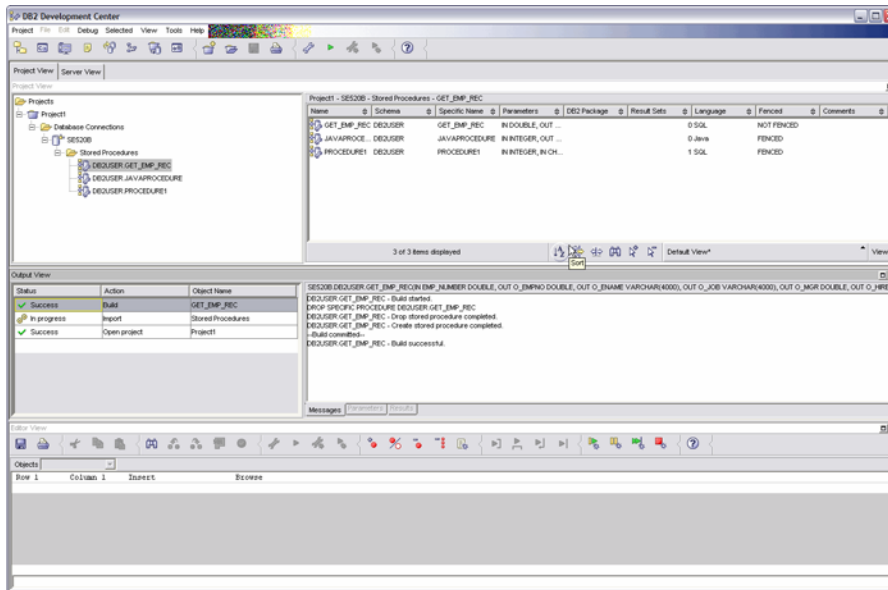 DB2 Development Center
Project File Edit Debug Selected View Tools Help
Project View Server View
Project View
Projects
Project1
Database Connections
SES20B
Stored Procedures
DB2USER.GET_EMP_REC
DB2USER.JAVAPROCEDURE
DB2USER.PROCEDURE1
Project1 - SES20B - Stored Procedures - GET_EMP_REC
Name Schema Specific Name Parameters DB2 Package Result Sets Language Fenced Comments
GET_EMP_REC DB2USER GET_EMP_REC IN DOUBLE, OUT ... 0 SQL NOT FENCED
JAVAPROCE... DB2USER JAVAPROCEDURE IN INTEGER, OUT ... 0 Java FENCED
PROCEDURE1 DB2USER PROCEDURE1 IN INTEGER, IN CH... 1 SQL FENCED
3 of 3 items displayed Default View* View
Sort
Output View
Status Action Object Name
Success Build GET_EMP_REC
In progress Import Stored Procedures
Success Open project Project1
SES20B.DB2USER.GET_EMP_REC(IN EMP_NUMBER DOUBLE, OUT O_EMPNO DOUBLE, OUT O_ENAME VARCHAR(4000), OUT O_JOB VARCHAR(4000), OUT O_MGR DOUBLE, OUT O_HIRE
DB2USER.GET_EMP_REC - Build started.
DROP SPECIFIC PROCEDURE DB2USER.GET_EMP_REC
DB2USER.GET_EMP_REC - Drop stored procedure completed.
DB2USER.GET_EMP_REC - Create stored procedure completed.
--Build committed--
DB2USER.GET_EMP_REC - Build successful.
Messages Parameters Results
Editor View
Objects
Row 1 Column 1 Insert Browse